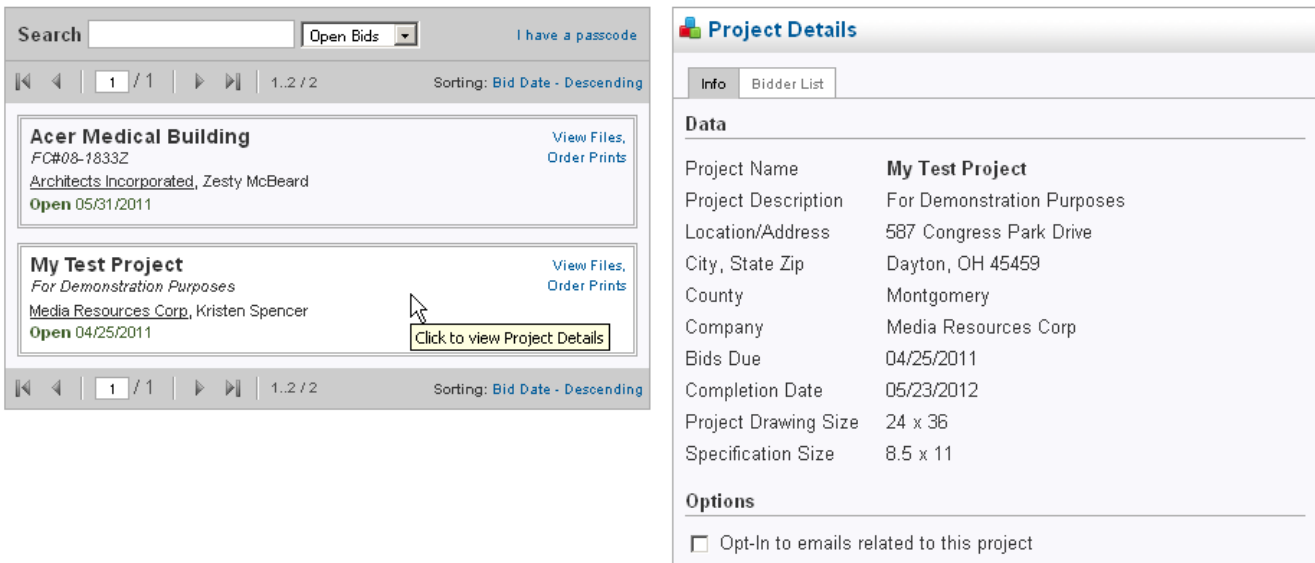 Search Open Bids I have a passcode
1 / 1 1..2 / 2 Sorting: Bid Date - Descending
Acer Medical Building View Files,
FC#08-1833Z Order Prints
Architects Incorporated, Zesty McBeard
Open 05/31/2011
My Test Project View Files,
For Demonstration Purposes Order Prints
Media Resources Corp, Kristen Spencer
Open 04/25/2011
Click to view Project Details
1 / 1 1..2 / 2 Sorting: Bid Date - Descending
Project Details
Info Bidder List
Data
Project Name My Test Project
Project Description For Demonstration Purposes
Location/Address 587 Congress Park Drive
City, State Zip Dayton, OH 45459
County Montgomery
Company Media Resources Corp
Bids Due 04/25/2011
Completion Date 05/23/2012
Project Drawing Size 24 x 36
Specification Size 8.5 x 11
Options
Opt-In to emails related to this project